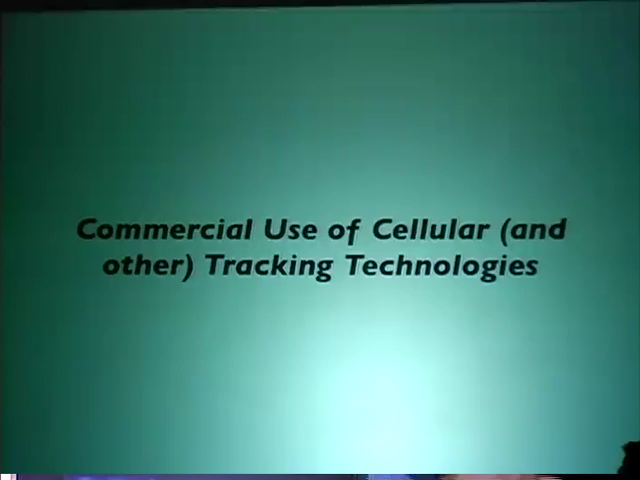 Commercial Use of Cellular (and
other) Tracking Technologies